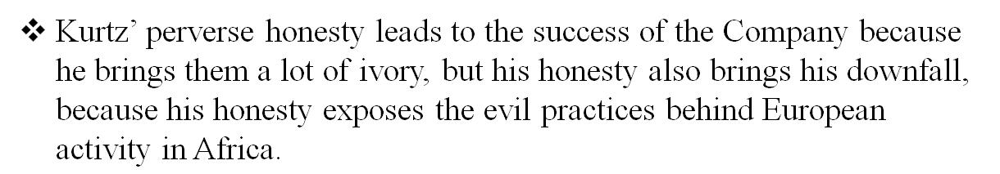 ❖ Kurtz’ perverse honesty leads to the success of the Company because
he brings them a lot of ivory, but his honesty also brings his downfall,
because his honesty exposes the evil practices behind European
activity in Africa.